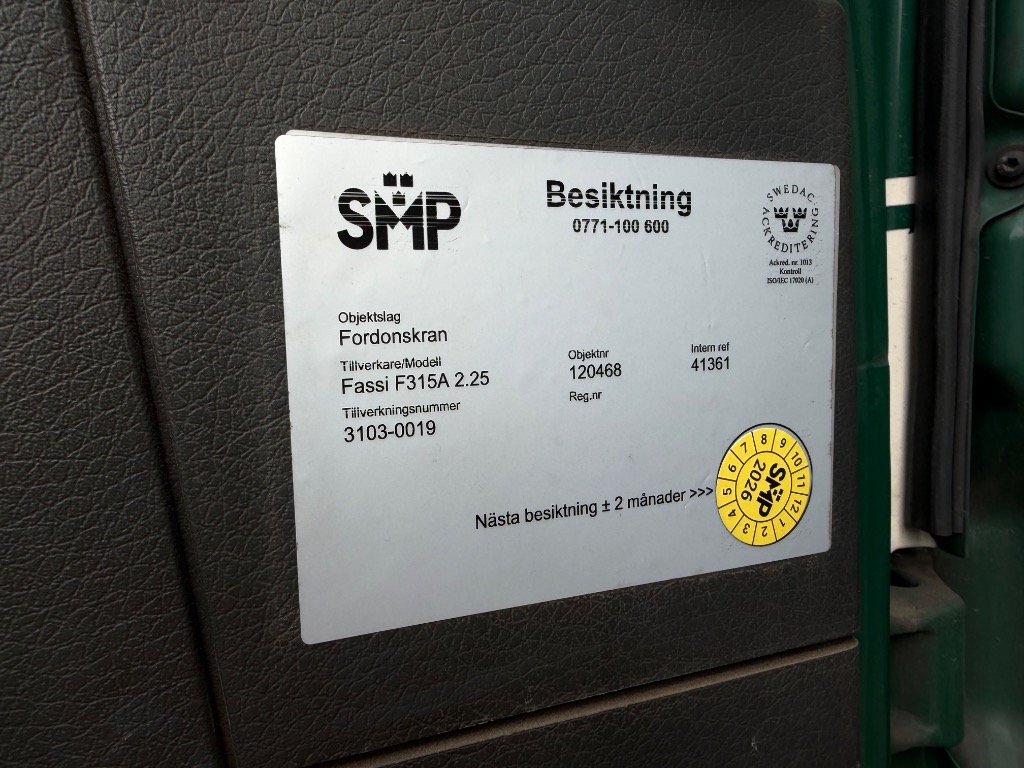 SMP
Besiktning
0771-100 600
SWEDAC
ACKREDITERING
Ackred. nr. 1013
Kontroll
ISO/IEC 17020 (A)
Objektslag
Fordonskran
Tillverkare/Modell
Fassi F315A 2.25
Tillverkningsnummer
3103-0019
Objektnr
120468
Reg.nr
Intern ref
41361
Nästa besiktning ± 2 månader >>>
1 2 3 4 5 6 7 8 9 10 11 12
SMP
2026